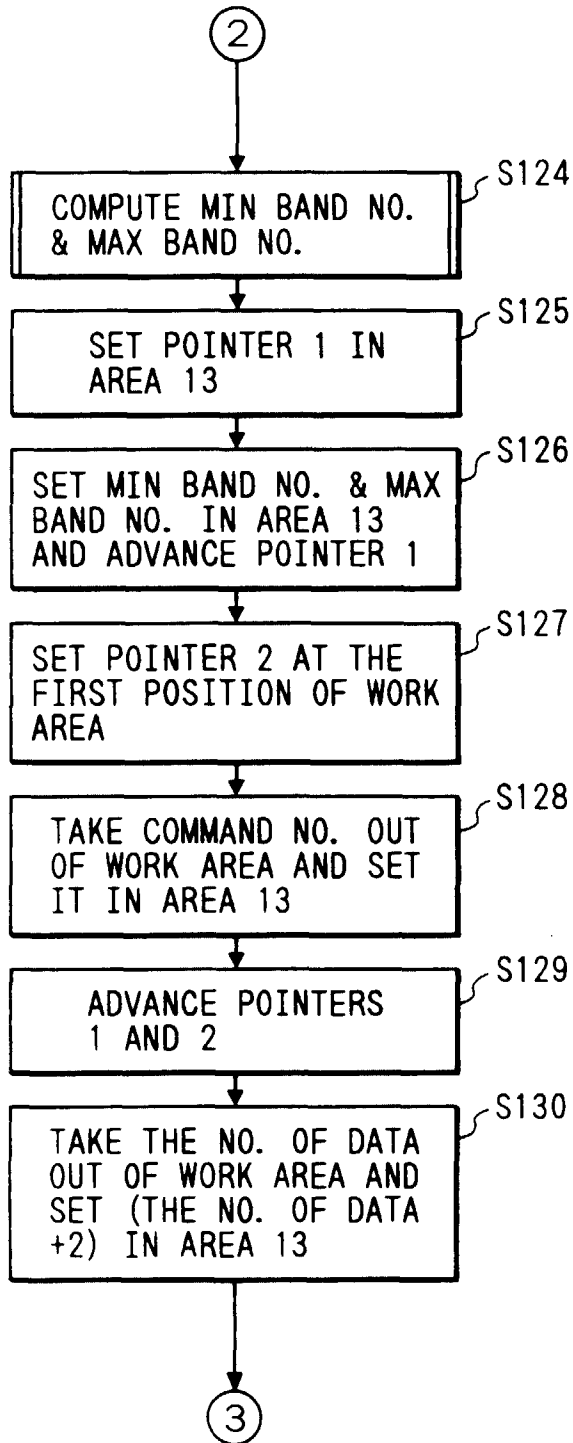 2
S124
COMPUTE MIN BAND NO.
& MAX BAND NO.
S125
SET POINTER 1 IN
AREA 13
S126
SET MIN BAND NO. & MAX
BAND NO. IN AREA 13
AND ADVANCE POINTER 1
S127
SET POINTER 2 AT THE
FIRST POSITION OF WORK
AREA
S128
TAKE COMMAND NO. OUT
OF WORK AREA AND SET
IT IN AREA 13
S129
ADVANCE POINTERS
1 AND 2
S130
TAKE THE NO. OF DATA
OUT OF WORK AREA AND
SET (THE NO. OF DATA
+2) IN AREA 13
3